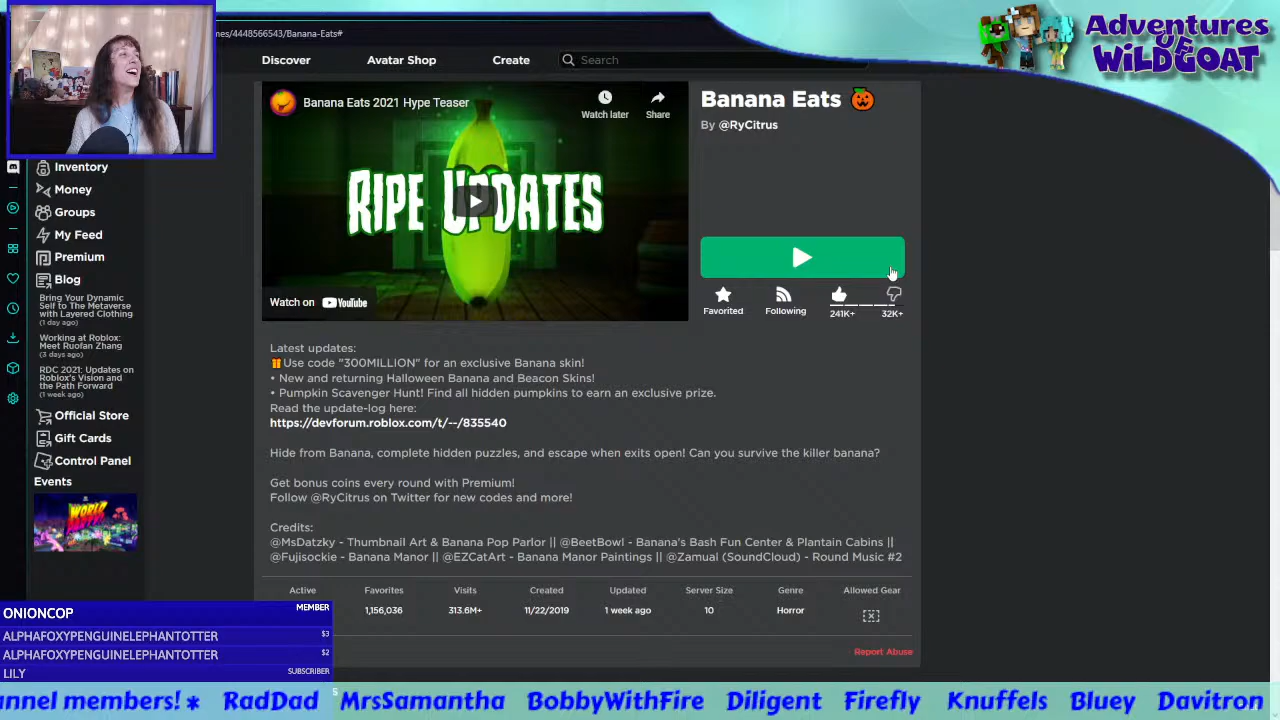 mes/4448566543/Banana-Eats#
Adventures
OF
WILDGOAT
Discover
Avatar Shop
Create
Search
Inventory
Money
Groups
My Feed
Premium
Blog
Bring Your Dynamic
Self to The Metaverse
with Layered Clothing
(1 day ago)
Working at Roblox:
Meet Ruofan Zhang
(3 days ago)
RDC 2021: Updates on
Roblox's Vision and
the Path Forward
(1 week ago)
Official Store
Gift Cards
Control Panel
Events
Banana Eats 2021 Hype Teaser
Watch later
Share
RIPE UPDATES
Watch on YouTube
Banana Eats 🎃
By @RyCitrus
Favorited
Following
241K+
32K+
Latest updates:
🎁Use code "300MILLION" for an exclusive Banana skin!
• New and returning Halloween Banana and Beacon Skins!
• Pumpkin Scavenger Hunt! Find all hidden pumpkins to earn an exclusive prize.
Read the update-log here:
https://devforum.roblox.com/t/--/835540
Hide from Banana, complete hidden puzzles, and escape when exits open! Can you survive the killer banana?
Get bonus coins every round with Premium!
Follow @RyCitrus on Twitter for new codes and more!
Credits:
@MsDatzky - Thumbnail Art & Banana Pop Parlor || @BeetBowl - Banana's Bash Fun Center & Plantain Cabins ||
@Fujisockie - Banana Manor || @EZCatArt - Banana Manor Paintings || @Zamual (SoundCloud) - Round Music #2
Active
Favorites
Visits
Created
Updated
Server Size
Genre
Allowed Gear
1,156,036
313.6M+
11/22/2019
1 week ago
10
Horror
Report Abuse
ONIONCOP MEMBER
ALPHAFOXYPENGUINELEPHANTOTTER $3
ALPHAFOXYPENGUINELEPHANTOTTER $2
LILY SUBSCRIBER
annel members! * RadDad MrsSamantha BobbyWithFire Diligent Firefly Knuffels Bluey Davitron